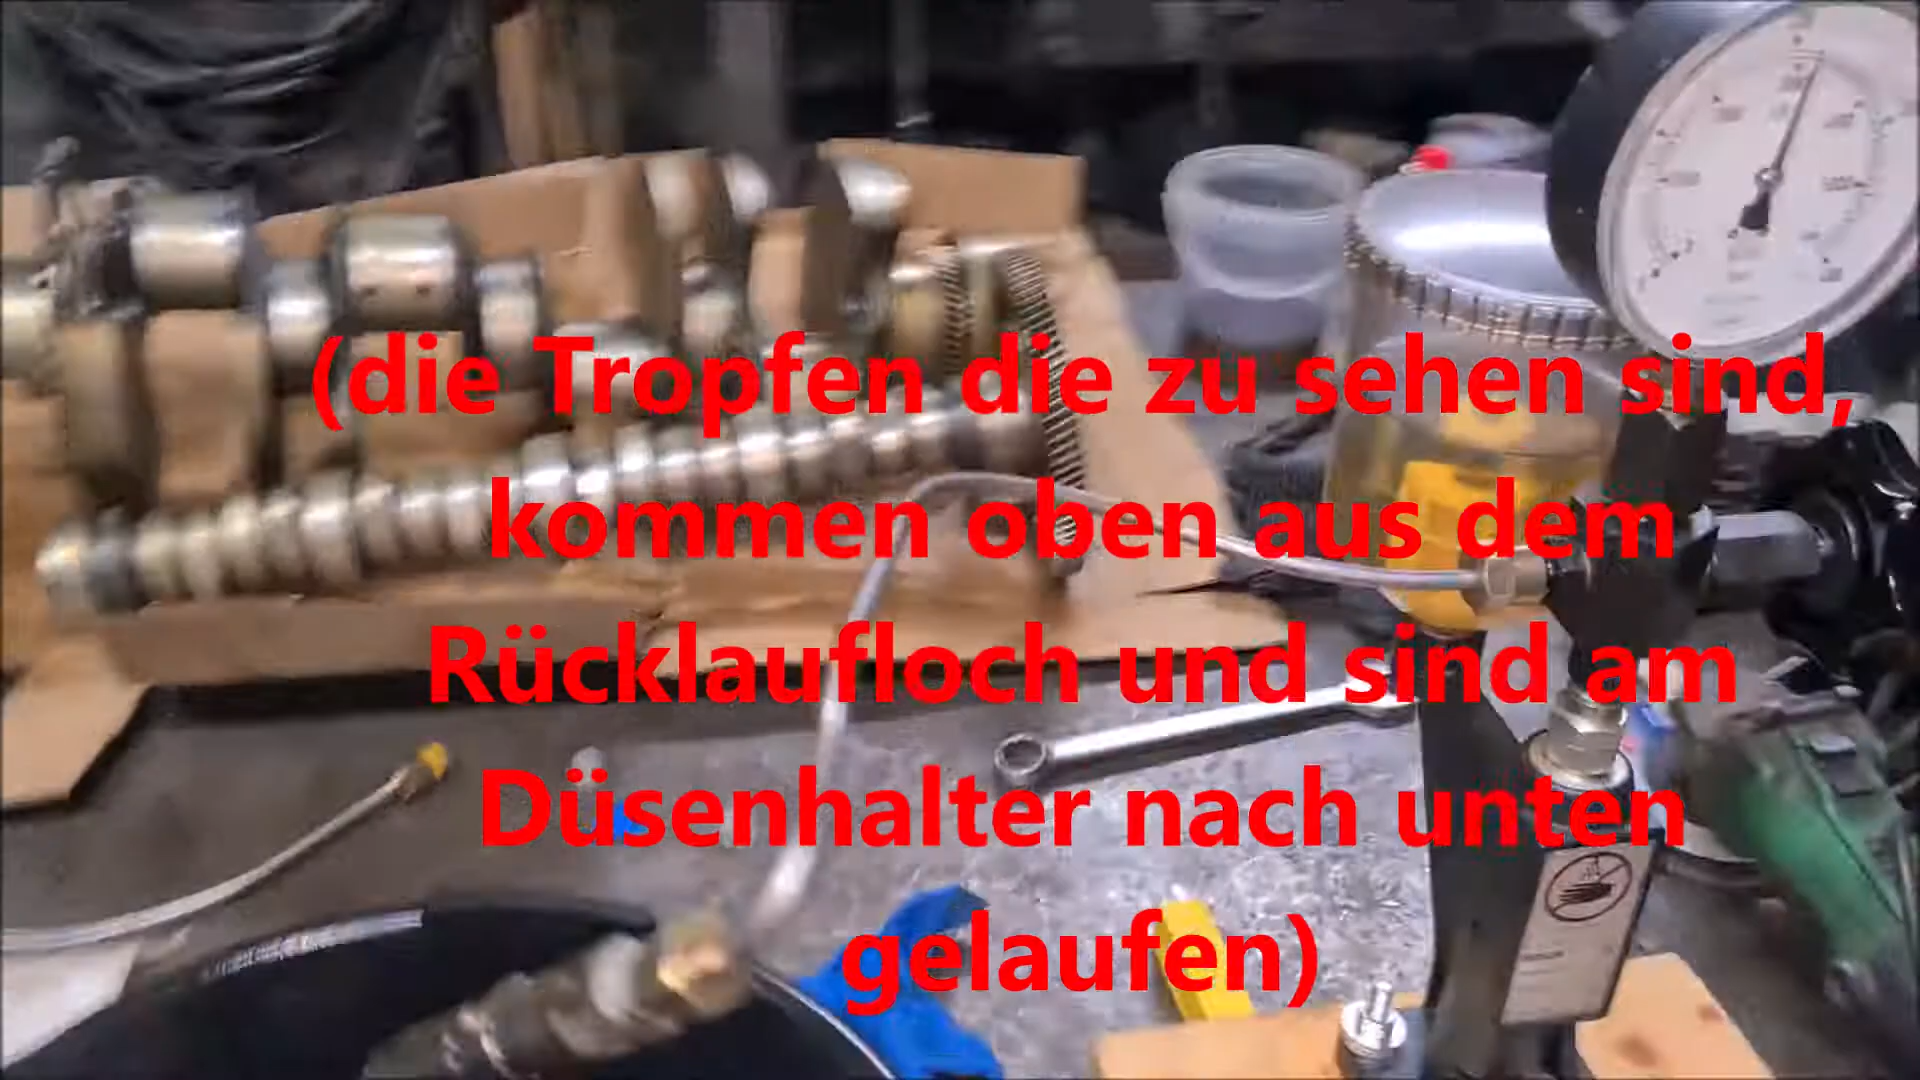 (die Tropfen die zu sehen sind,
kommen oben aus dem
Rücklaufloch und sind am
Düsenhalter nach unten
gelaufen)